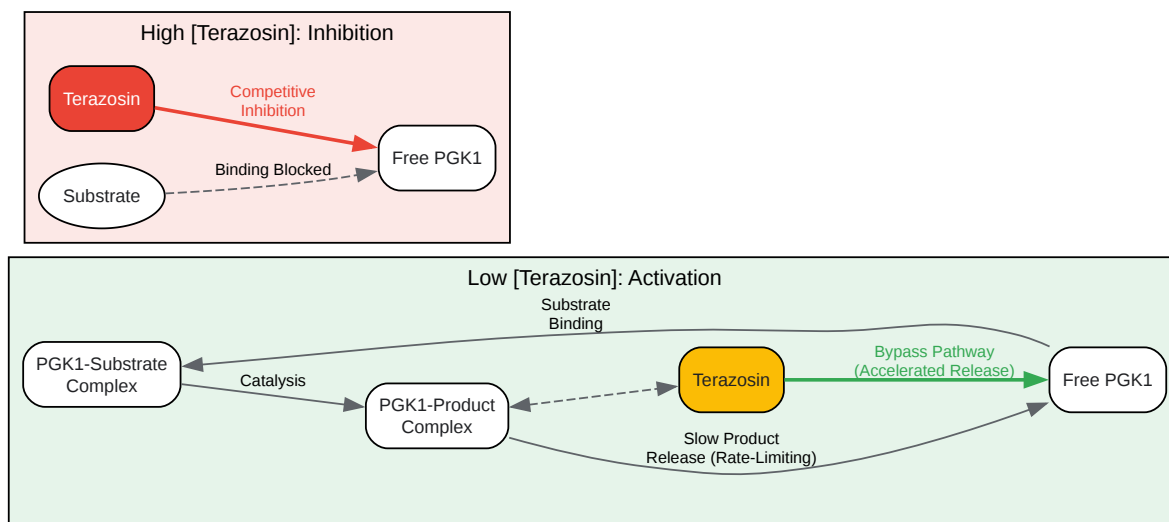 High [Terazosin]: Inhibition
Terazosin
Competitive
Inhibition
Free PGK1
Binding Blocked
Substrate
Low [Terazosin]: Activation
Substrate
Binding
PGK1-Substrate
Complex
Catalysis
PGK1-Product
Complex
Terazosin
Bypass Pathway
(Accelerated Release)
Free PGK1
Slow Product
Release (Rate-Limiting)